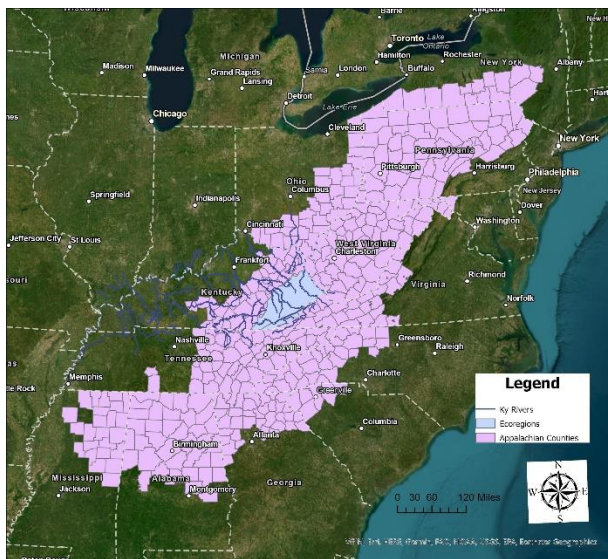 Wisconsin
Barrie
Kingston
Toronto
Lake
Ontario
Madison
Milwaukee
Michigan
Grand Rapids
Lansing
Sarnia
London
Hamilton
Buffalo
Rochester
New York
Albany
Detroit
Lake Erie
Chicago
Cleveland
Pennsylvania
New York
Pittsburgh
Harrisburg
Philadelphia
New Jersey
Ohio
Columbus
Springfield
Indianapolis
Dover
Washington
Cincinnati
Jefferson City
St Louis
West Virginia
Charleston
Frankfort
Kentucky
Virginia
Richmond
Norfolk
Nashville
Tennessee
Knoxville
Greensboro
Raleigh
Memphis
Charlotte
Greenville
Columbia
Birmingham
Atlanta
Mississippi
Jackson
Alabama
Montgomery
Georgia
Legend
Ky Rivers
Ecoregions
Appalachian Counties
N
W
E
S
0 30 60 120 Miles